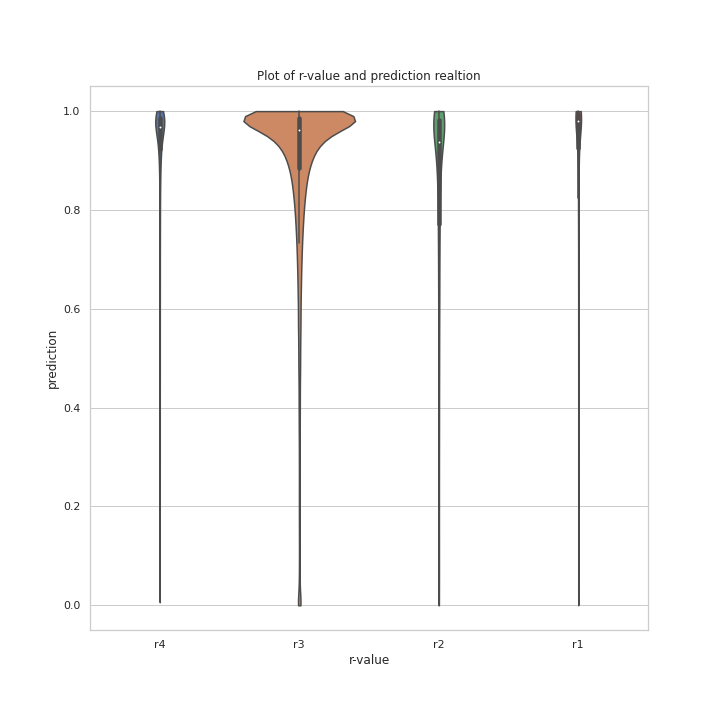 Plot of r-value and prediction realtion
1.0
0.8
0.6
0.4
0.2
0.0
prediction
r4 r3 r2 r1
r-value